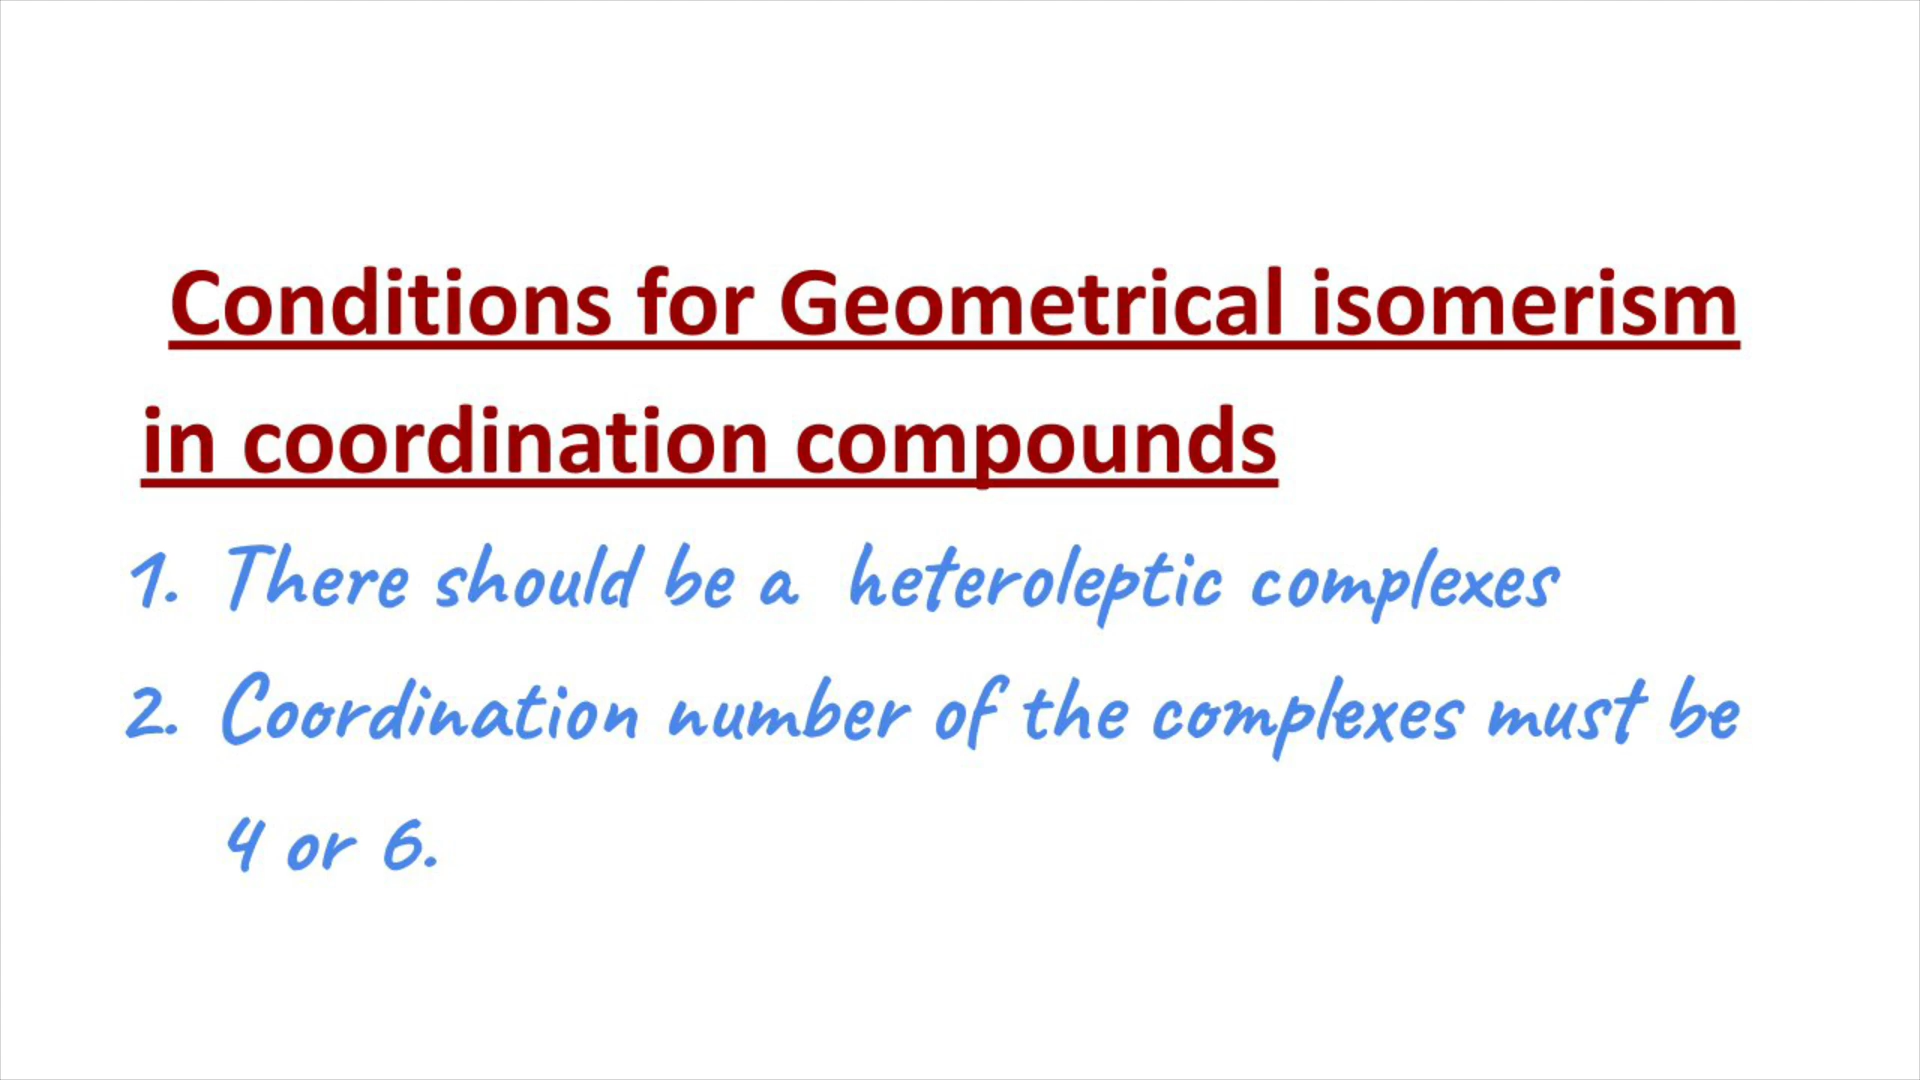 Conditions for Geometrical isomerism
in coordination compounds
1. There should be a heteroleptic complexes
2. Coordination number of the complexes must be
4 or 6.